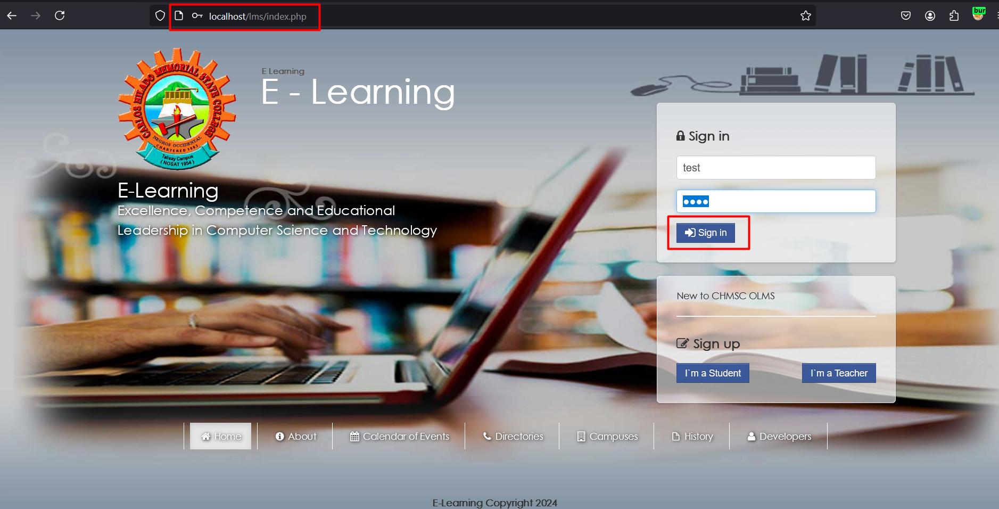 localhost/lms/index.php
bur
CARLOS HILADO MEMORIAL STATE COLLEGE
NEGROS OCCIDENTAL
CHARTERED 1983
Talisay Campus
(NOSAT 1954)
E Learning
E - Learning
E-Learning
Excellence, Competence and Educational
Leadership in Computer Science and Technology
Sign in
test
Sign in
New to CHMSC OLMS
Sign up
I`m a Student
I`m a Teacher
Home
About
Calendar of Events
Directories
Campuses
History
Developers
E-Learning Copyright 2024